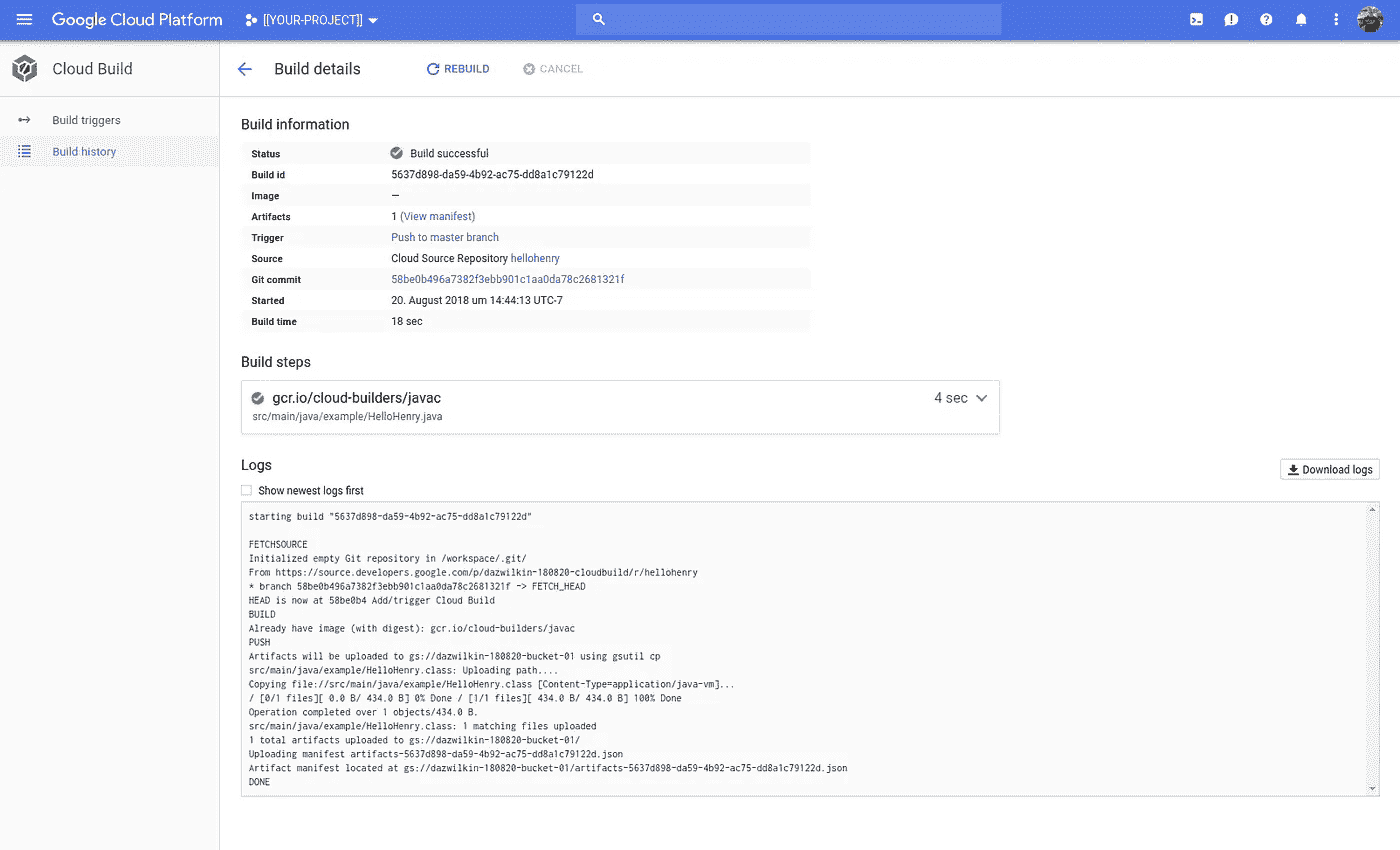 Google Cloud Platform [[YOUR-PROJECT]]
Cloud Build
Build triggers
Build history
Build details REBUILD CANCEL
Build information
Status Build successful
Build id 5637d898-da59-4b92-ac75-dd8a1c79122d
Image —
Artifacts 1 (View manifest)
Trigger Push to master branch
Source Cloud Source Repository hellohenry
Git commit 58be0b496a7382f3ebb901c1aa0da78c2681321f
Started 20. August 2018 um 14:44:13 UTC-7
Build time 18 sec
Build steps
gcr.io/cloud-builders/javac 4 sec
src/main/java/example/HelloHenry.java
Logs
Download logs
Show newest logs first
starting build "5637d898-da59-4b92-ac75-dd8a1c79122d"
FETCHSOURCE
Initialized empty Git repository in /workspace/.git/
From https://source.developers.google.com/p/dazwilkin-180820-cloudbuild/r/hellohenry
* branch 58be0b496a7382f3ebb901c1aa0da78c2681321f -> FETCH_HEAD
HEAD is now at 58be0b4 Add/trigger Cloud Build
BUILD
Already have image (with digest): gcr.io/cloud-builders/javac
PUSH
Artifacts will be uploaded to gs://dazwilkin-180820-bucket-01 using gsutil cp
src/main/java/example/HelloHenry.class: Uploading path....
Copying file://src/main/java/example/HelloHenry.class [Content-Type=application/java-vm]...
/ [0/1 files][ 0.0 B/ 434.0 B] 0% Done / [1/1 files][ 434.0 B/ 434.0 B] 100% Done
Operation completed over 1 objects/434.0 B.
src/main/java/example/HelloHenry.class: 1 matching files uploaded
1 total artifacts uploaded to gs://dazwilkin-180820-bucket-01/
Uploading manifest artifacts-5637d898-da59-4b92-ac75-dd8a1c79122d.json
Artifact manifest located at gs://dazwilkin-180820-bucket-01/artifacts-5637d898-da59-4b92-ac75-dd8a1c79122d.json
DONE